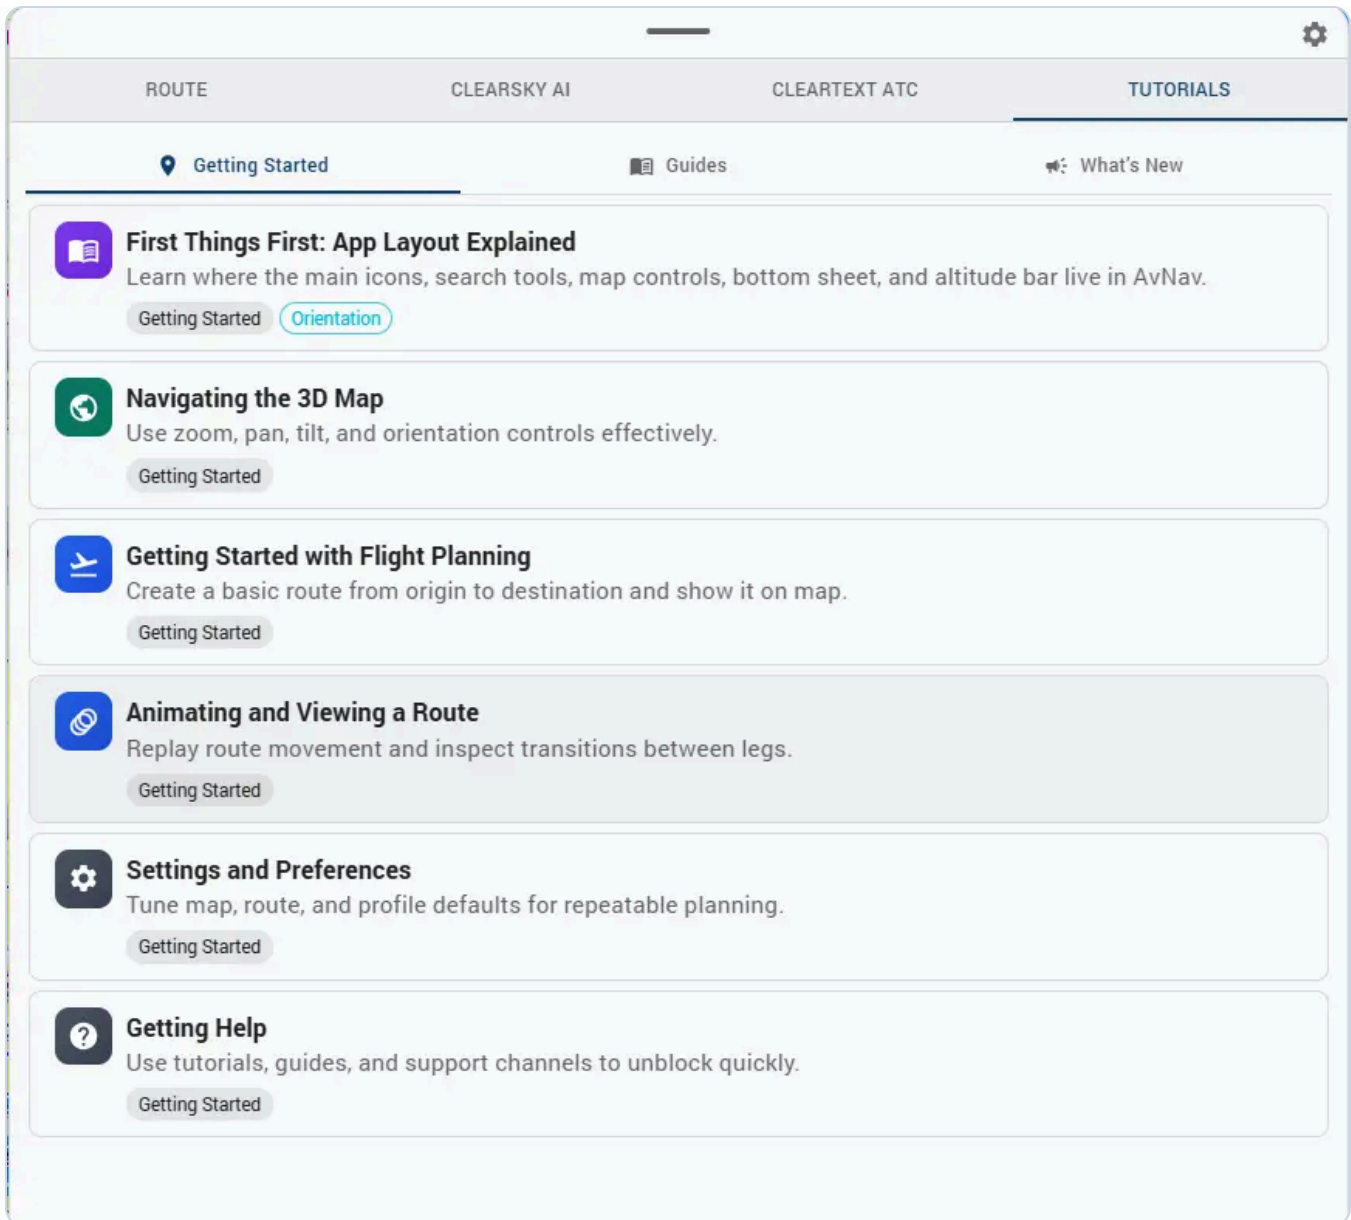 ROUTE
CLEARSKY AI
CLEARTEXT ATC
TUTORIALS
Getting Started
Guides
What's New
First Things First: App Layout Explained
Learn where the main icons, search tools, map controls, bottom sheet, and altitude bar live in AvNav.
Getting Started
Orientation
Navigating the 3D Map
Use zoom, pan, tilt, and orientation controls effectively.
Getting Started
Getting Started with Flight Planning
Create a basic route from origin to destination and show it on map.
Getting Started
Animating and Viewing a Route
Replay route movement and inspect transitions between legs.
Getting Started
Settings and Preferences
Tune map, route, and profile defaults for repeatable planning.
Getting Started
Getting Help
Use tutorials, guides, and support channels to unblock quickly.
Getting Started